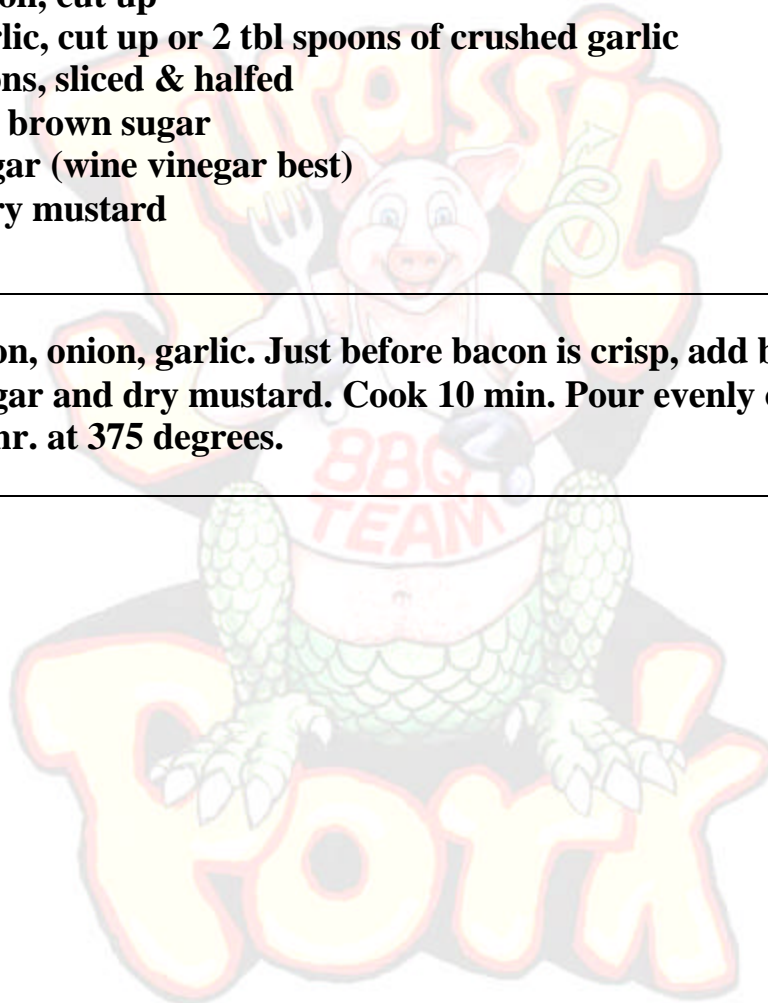 on, cut up
rlic, cut up or 2 tbl spoons of crushed garlic
ns, sliced & halfed
brown sugar
gar (wine vinegar best)
ry mustard
on, onion, garlic. Just before bacon is crisp, add b
gar and dry mustard. Cook 10 min. Pour evenly
hr. at 375 degrees.
Jurassic
BBQ
TEAM
Pork